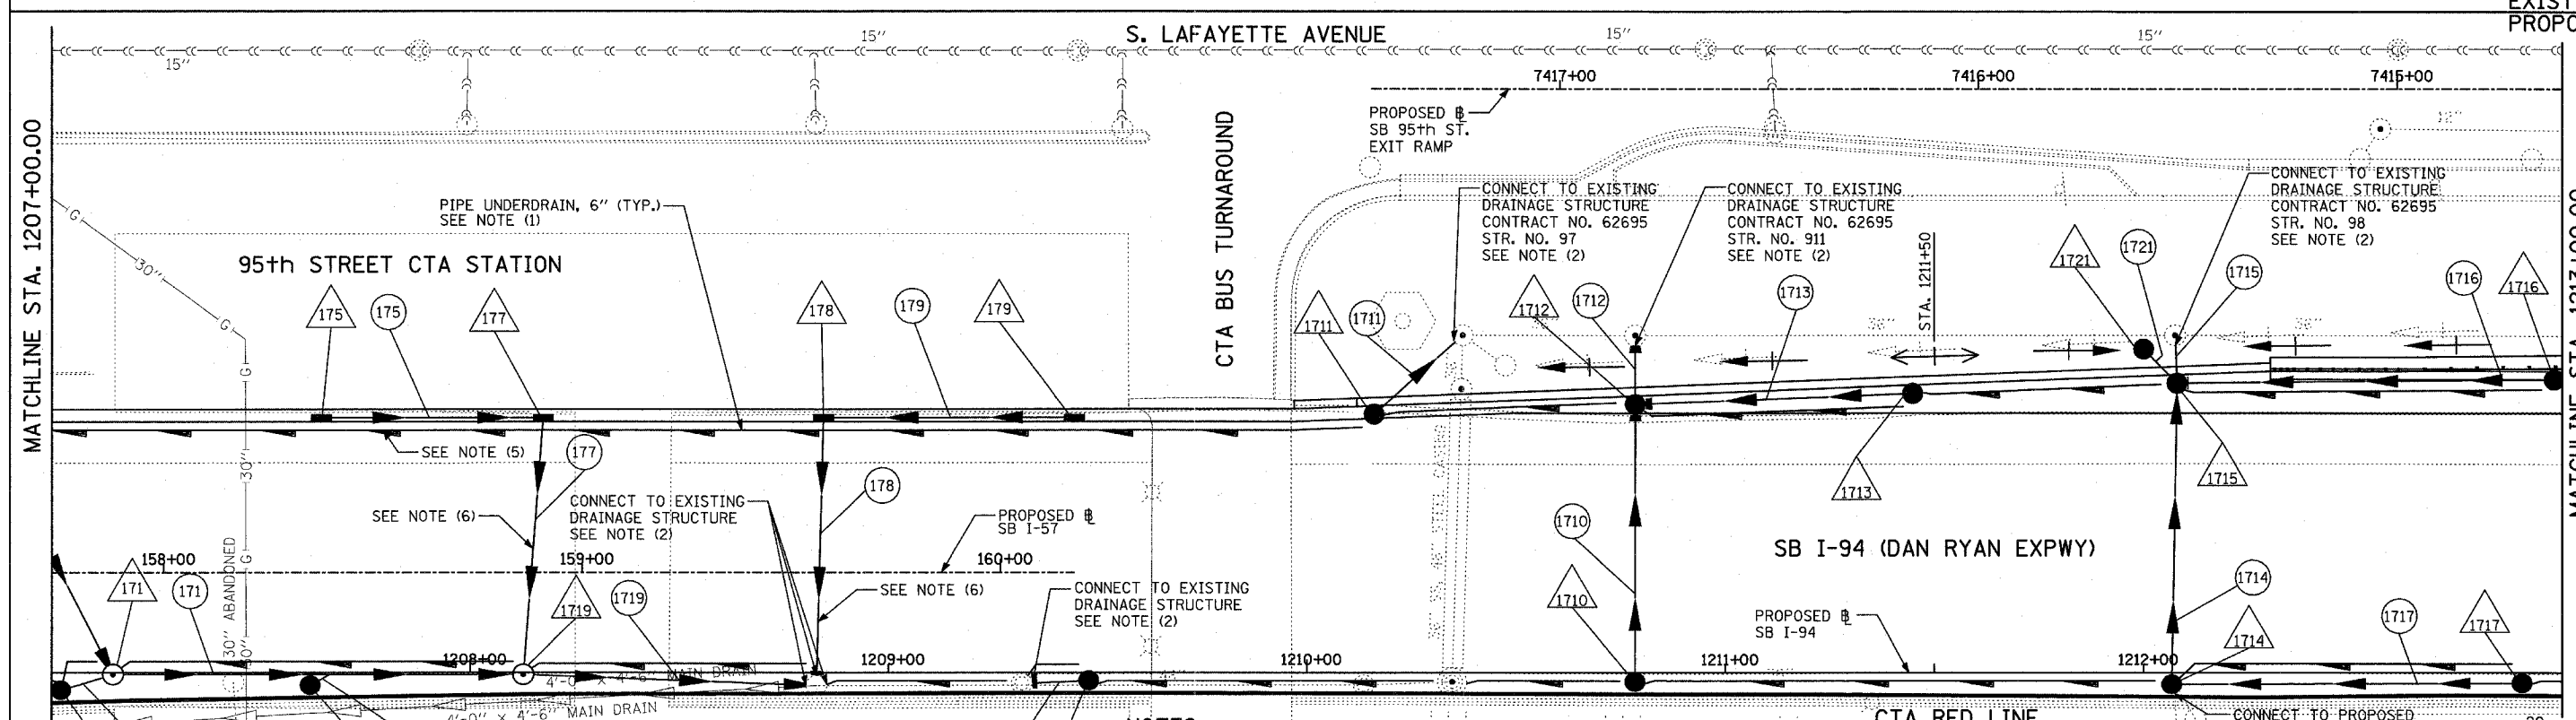 EXIST
PROPO
S. LAFAYETTE AVENUE
15"
15"
15"
15"
7417+00
7416+00
7415+00
MATCHLINE STA. 1207+00.00
PROPOSED ℄
SB 95th ST.
EXIT RAMP
CTA BUS TURNAROUND
PIPE UNDERDRAIN, 6" (TYP.)
SEE NOTE (1)
CONNECT TO EXISTING
DRAINAGE STRUCTURE
CONTRACT NO. 62695
STR. NO. 97
SEE NOTE (2)
CONNECT TO EXISTING
DRAINAGE STRUCTURE
CONTRACT NO. 62695
STR. NO. 911
SEE NOTE (2)
CONNECT TO EXISTING
DRAINAGE STRUCTURE
CONTRACT NO. 62695
STR. NO. 98
SEE NOTE (2)
G
30"
G
G
30"
G
30" ABANDONED
30"
95th STREET CTA STATION
175
175
177
178
179
179
1711
1711
1712
1712
1713
STA. 1211+50
1721
1721
1715
1716
1716
SEE NOTE (5)
177
178
SEE NOTE (6)
CONNECT TO EXISTING
DRAINAGE STRUCTURE
SEE NOTE (2)
PROPOSED ℄
SB I-57
1713
1715
1710
SB I-94 (DAN RYAN EXPWY)
158+00
159+00
160+00
171
171
1719
1719
SEE NOTE (6)
CONNECT TO EXISTING
DRAINAGE STRUCTURE
SEE NOTE (2)
1710
PROPOSED ℄
SB I-94
1714
1714
1717
1717
1208+00
1209+00
1210+00
1211+00
1212+00
4'-0" x 4'-6" MAIN DRAIN
4'-0" x 4'-6" MAIN DRAIN
NOTES
CTA RED LINE
CONNECT TO PROPOSED